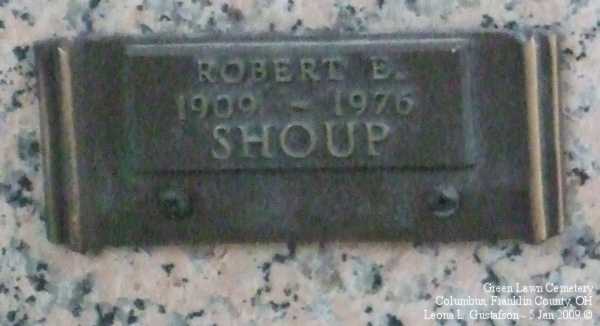 ROBERT E.
1909 - 1976
SHOUP
Green Lawn Cemetery
Columbus, Franklin County, OH
Leona L. Gustafson - 5 Jan 2009 ©